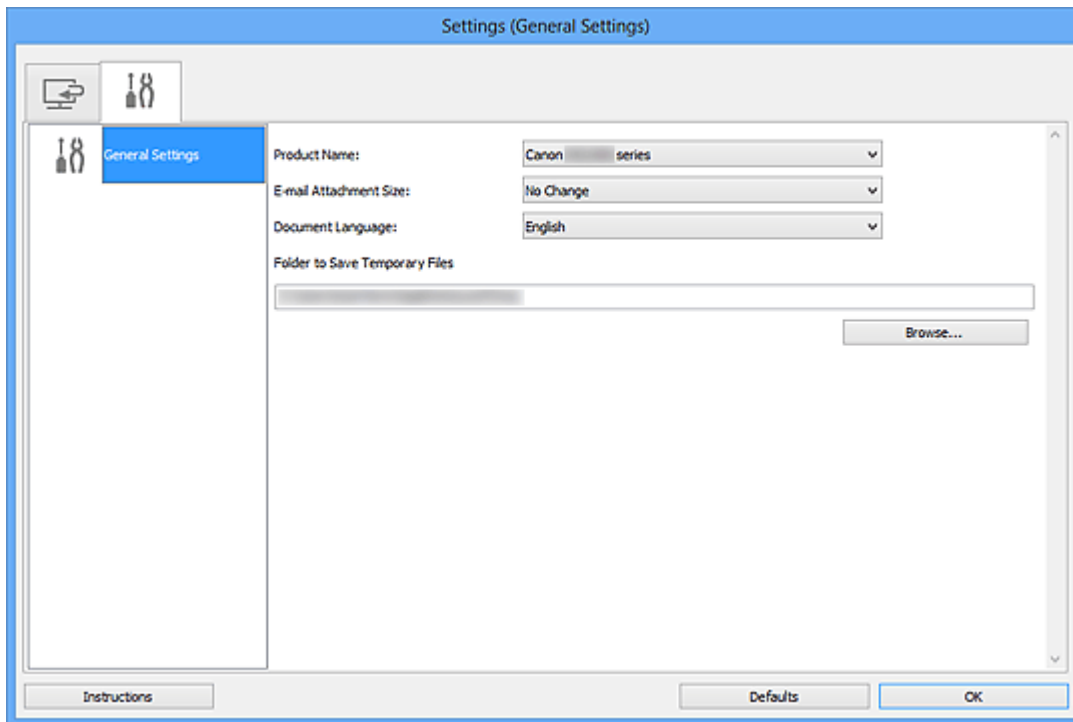 Settings (General Settings)
General Settings
Product Name:
Canon series
E-mail Attachment Size:
No Change
Document Language:
English
Folder to Save Temporary Files
Browse...
Instructions
Defaults
OK